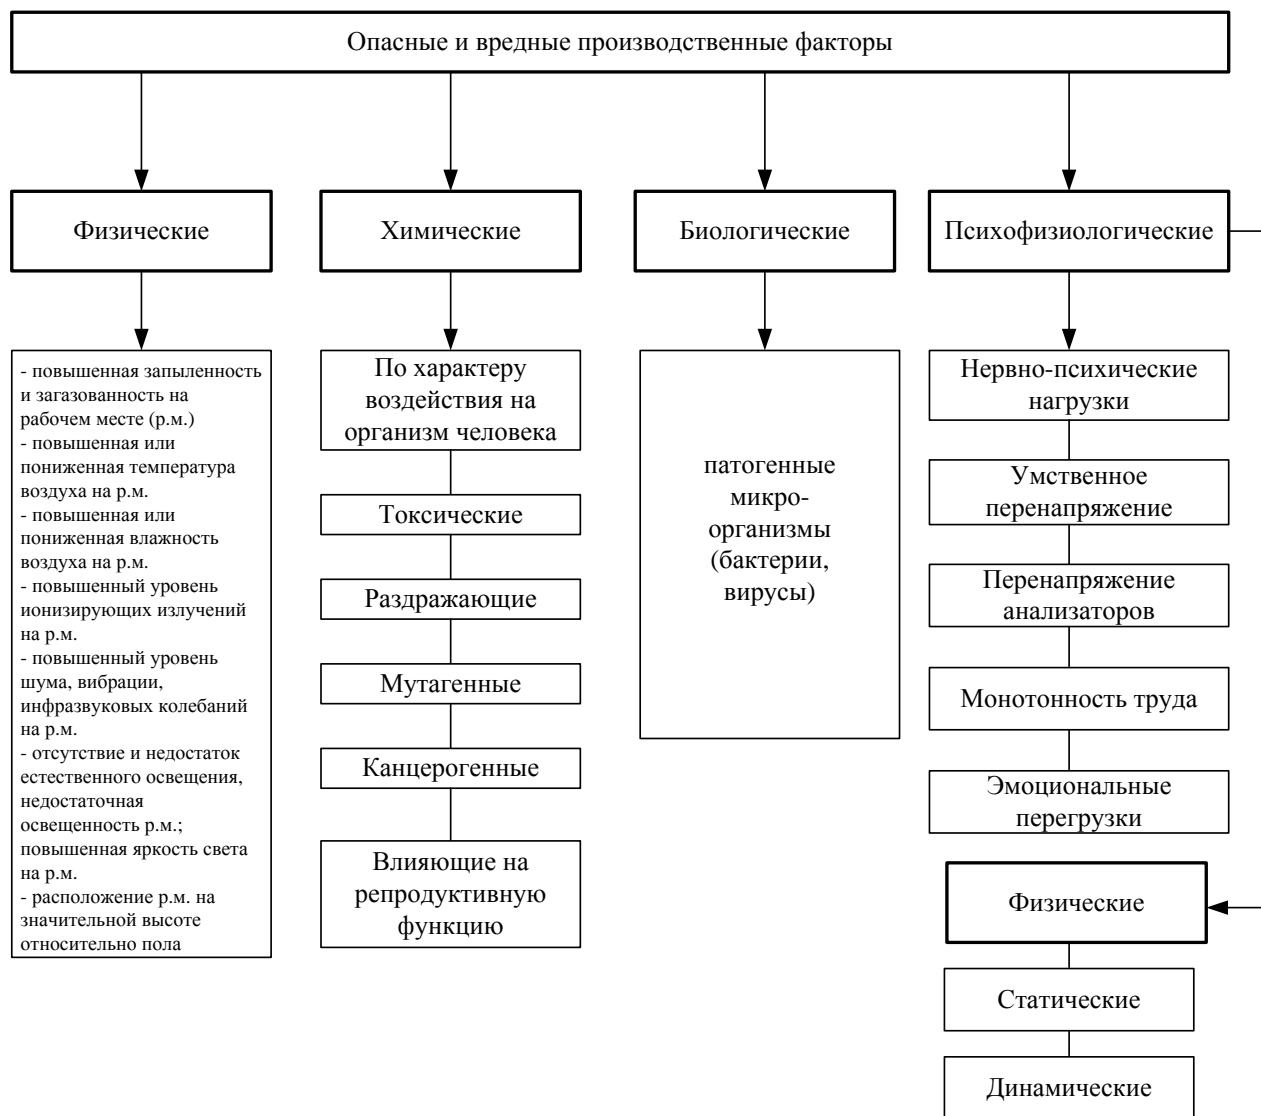 Опасные и вредные производственные факторы
Физические
Химические
Биологические
Психофизиологические
- повышенная запыленность
и загазованность на
рабочем месте (р.м.)
- повышенная или
пониженная температура
воздуха на р.м.
- повышенная или
пониженная влажность
воздуха на р.м.
- повышенный уровень
ионизирующих излучений
на р.м.
- повышенный уровень
шума, вибрации,
инфразвуковых колебаний
на р.м.
- отсутствие и недостаток
естественного освещения,
недостаточная
освещенность р.м.;
повышенная яркость света
на р.м.
- расположение р.м. на
значительной высоте
относительно пола
По характеру
воздействия на
организм человека
Токсические
Раздражающие
Мутагенные
Канцерогенные
Влияющие на
репродуктивную
функцию
патогенные
микро-
организмы
(бактерии,
вирусы)
Нервно-психические
нагрузки
Умственное
перенапряжение
Перенапряжение
анализаторов
Монотонность труда
Эмоциональные
перегрузки
Физические
Статические
Динамические